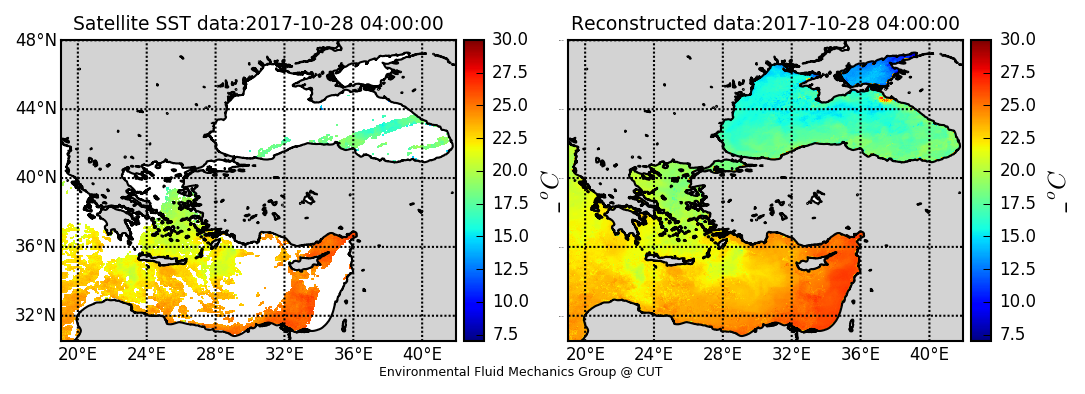 Satellite SST data:2017-10-28 04:00:00
Reconstructed data:2017-10-28 04:00:00
48°N
44°N
40°N
36°N
32°N
20°E 24°E 28°E 32°E 36°E 40°E
30.0
27.5
25.0
22.5
20.0
17.5
15.0
12.5
10.0
7.5
_°C
20°E 24°E 28°E 32°E 36°E 40°E
30.0
27.5
25.0
22.5
20.0
17.5
15.0
12.5
10.0
7.5
_°C
Environmental Fluid Mechanics Group @ CUT